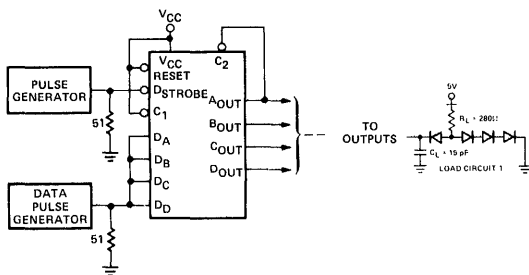 VCC
VCC
RESET
DSTROBE
C1
C2
DA
DB
DC
DD
AOUT
BOUT
COUT
DOUT
PULSE
GENERATOR
51
DATA
PULSE
GENERATOR
51
TO
OUTPUTS
5V
RL = 280Ω
CL = 15 pF
LOAD CIRCUIT 1